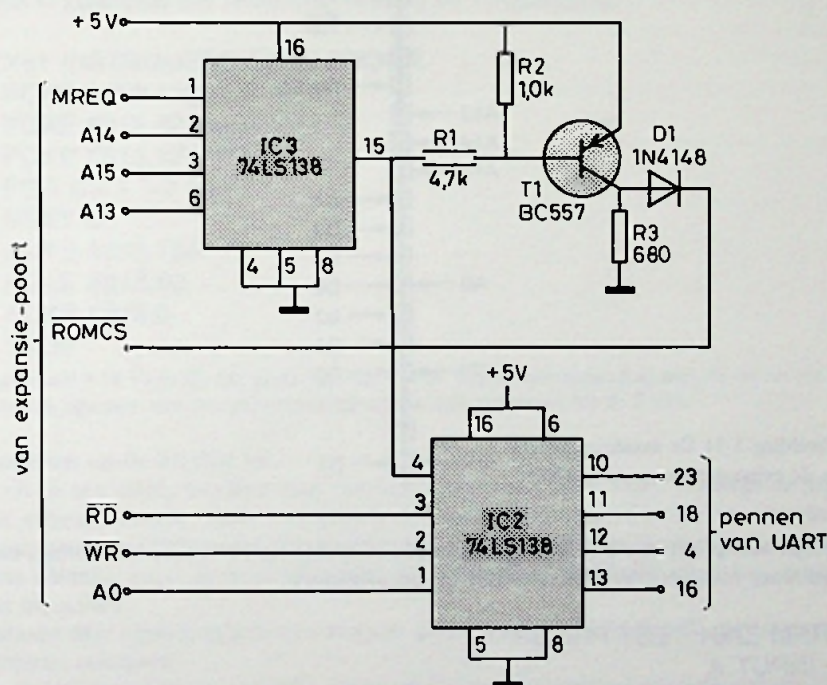 +5V
16
MREQ 1
A14 2
A15 3
A13 6
IC3
74LS138
15
4 5 8
R1
4,7k
R2
1,0k
T1
BC557
D1
1N4148
R3
680
van expansie-poort
ROMCS
+5V
16 6
4
RD 3
WR 2
A0 1
IC2
74LS138
10 23
11 18
12 4
13 16
5 8
pennen
van UART